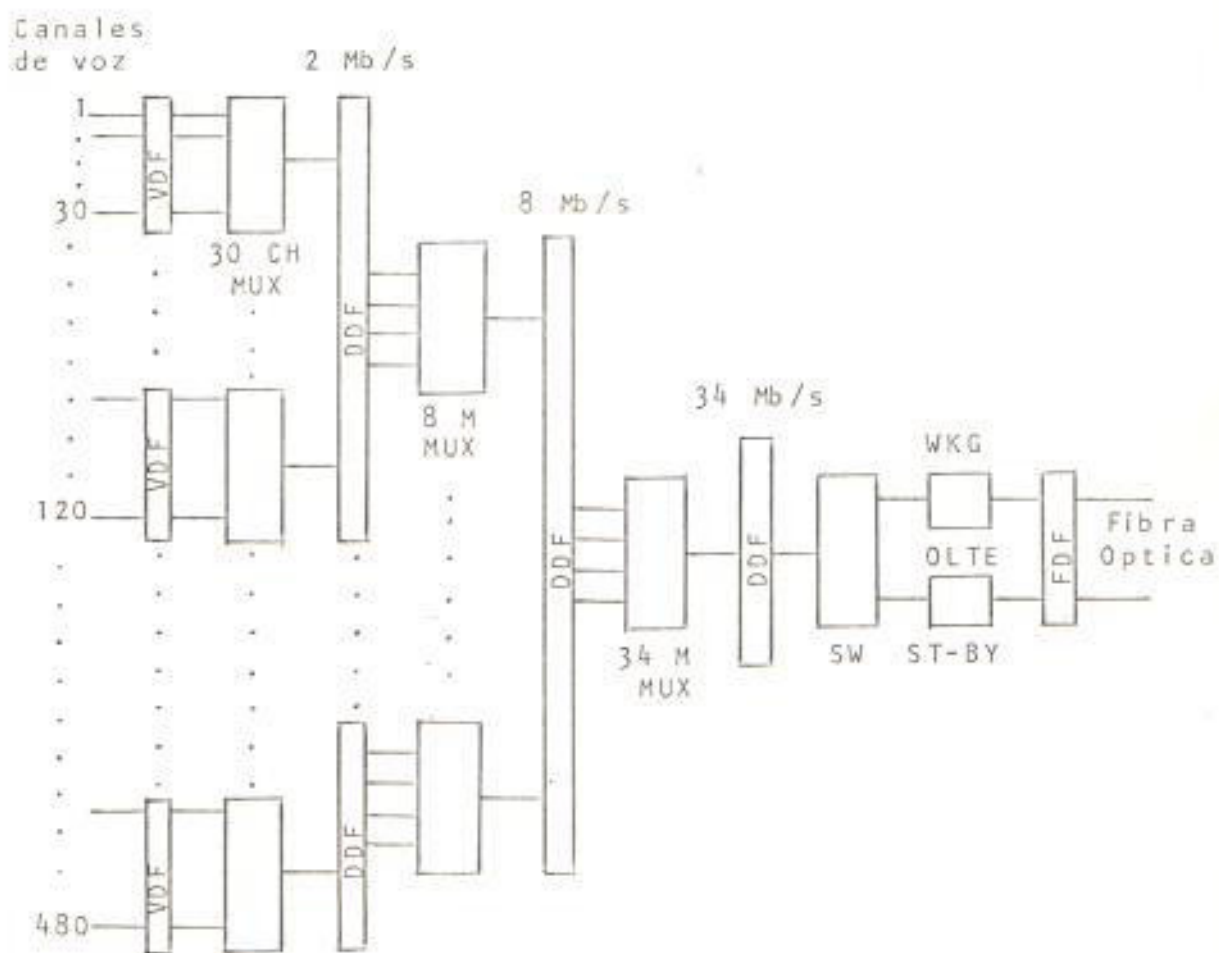 Canales
de voz
2 Mb/s
1
VDF
30
30 CH
MUX
DDF
8 Mb/s
VDF
120
8 M
MUX
34 Mb/s
DDF
34 M
MUX
DDF
SW
WKG
OLTE
ST-BY
FDF
Fibra
Optica
VDF
480
DDF